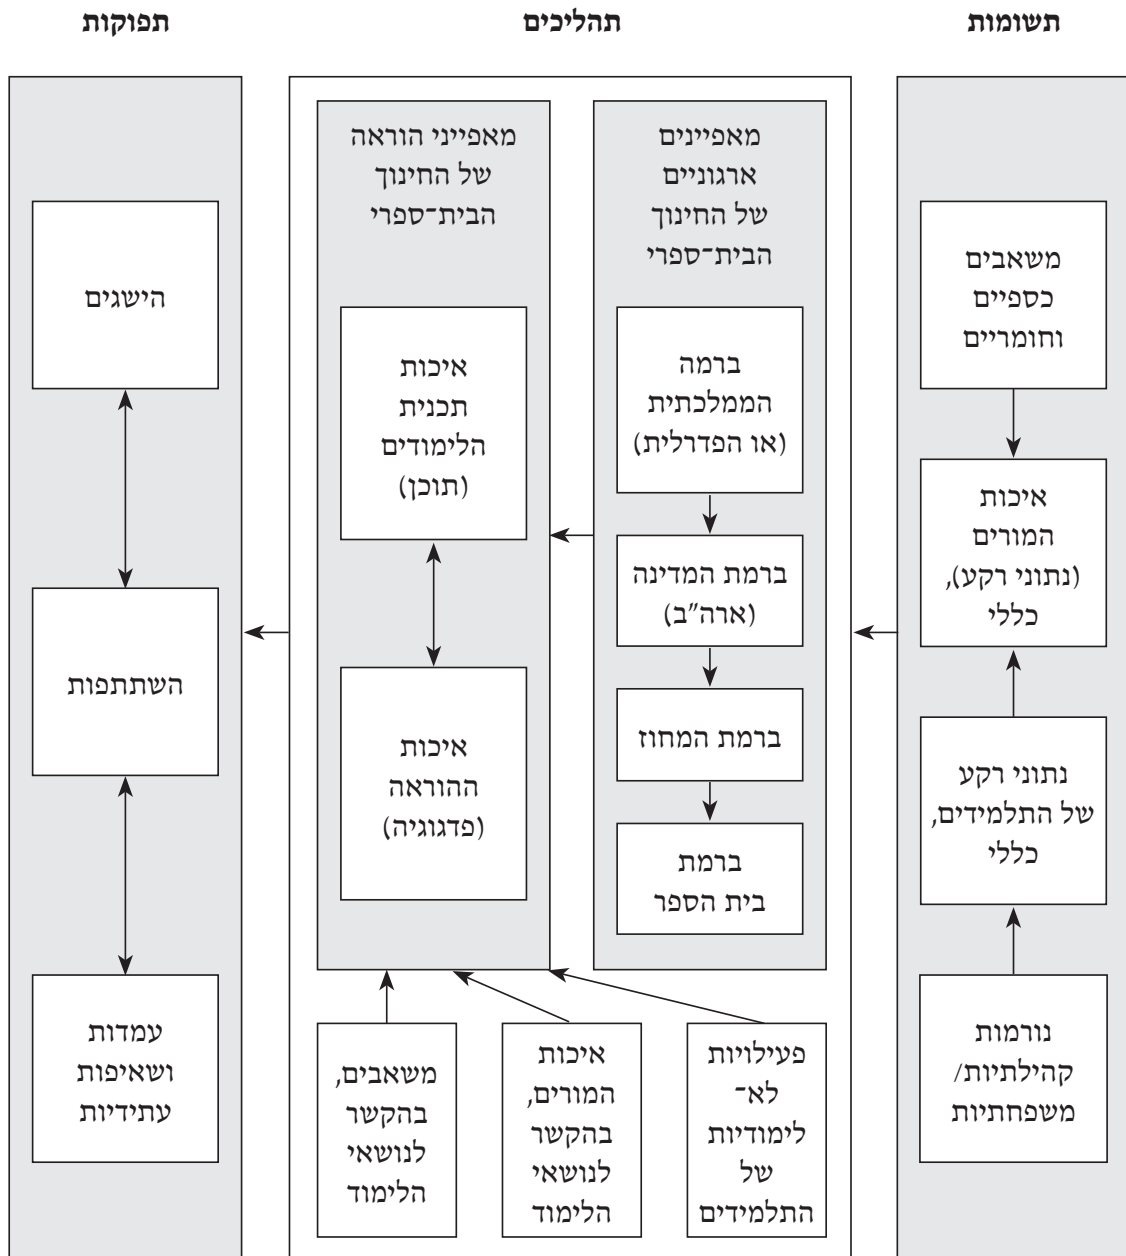 תשומות
תהליכים
תפוקות
משאבים
כספיים
וחומריים
איכות
המורים
(נתוני רקע),
כללי
נתוני רקע
של התלמידים,
כללי
נורמות
קהילתיות/
משפחתיות
מאפיינים
ארגוניים
של החינוך
הבית־ספרי
ברמה
הממלכתית
(או הפדרלית)
ברמת המדינה
(ארה"ב)
ברמת המחוז
ברמת
בית הספר
מאפייני הוראה
של החינוך
הבית־ספרי
איכות
תכנית
הלימודים
(תוכן)
איכות
ההוראה
(פדגוגיה)
פעילויות
לא־
לימודיות
של
התלמידים
איכות
המורים,
בהקשר
לנושאי
הלימוד
משאבים,
בהקשר
לנושאי
הלימוד
הישגים
השתתפות
עמדות
ושאיפות
עתידיות